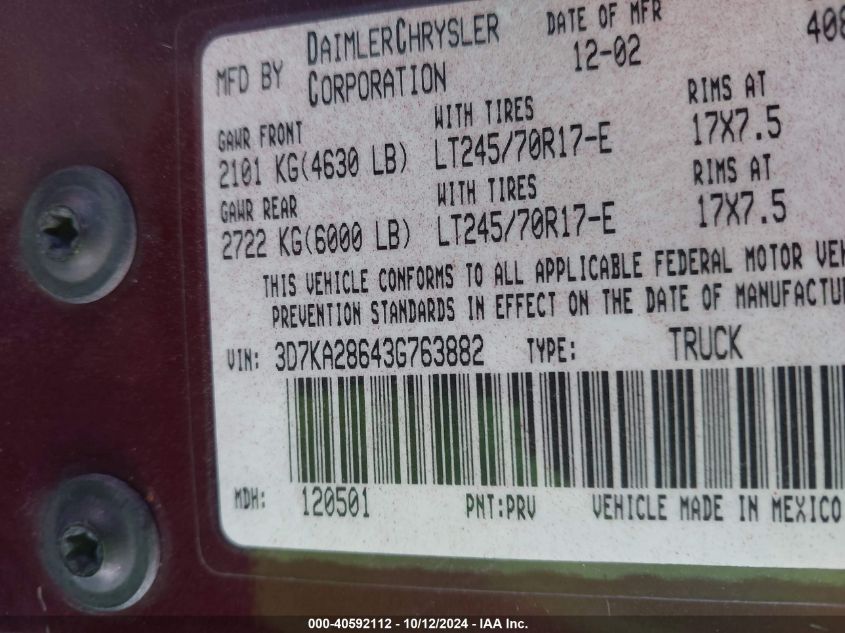 MFD BY DAIMLERCHRYSLER CORPORATION
DATE OF MFR
12-02
GAWR FRONT WITH TIRES RIMS AT
2101 KG(4630 LB) LT245/70R17-E 17X7.5
GAWR REAR WITH TIRES RIMS AT
2722 KG(6000 LB) LT245/70R17-E 17X7.5
THIS VEHICLE CONFORMS TO ALL APPLICABLE FEDERAL MOTOR
PREVENTION STANDARDS IN EFFECT ON THE DATE OF
VIN: 3D7KA28643G763882 TYPE: TRUCK
MDH: 120501 PNT:PRV VEHICLE MADE IN MEXICO
000-40592112 - 10/12/2024 - IAAI, Inc.